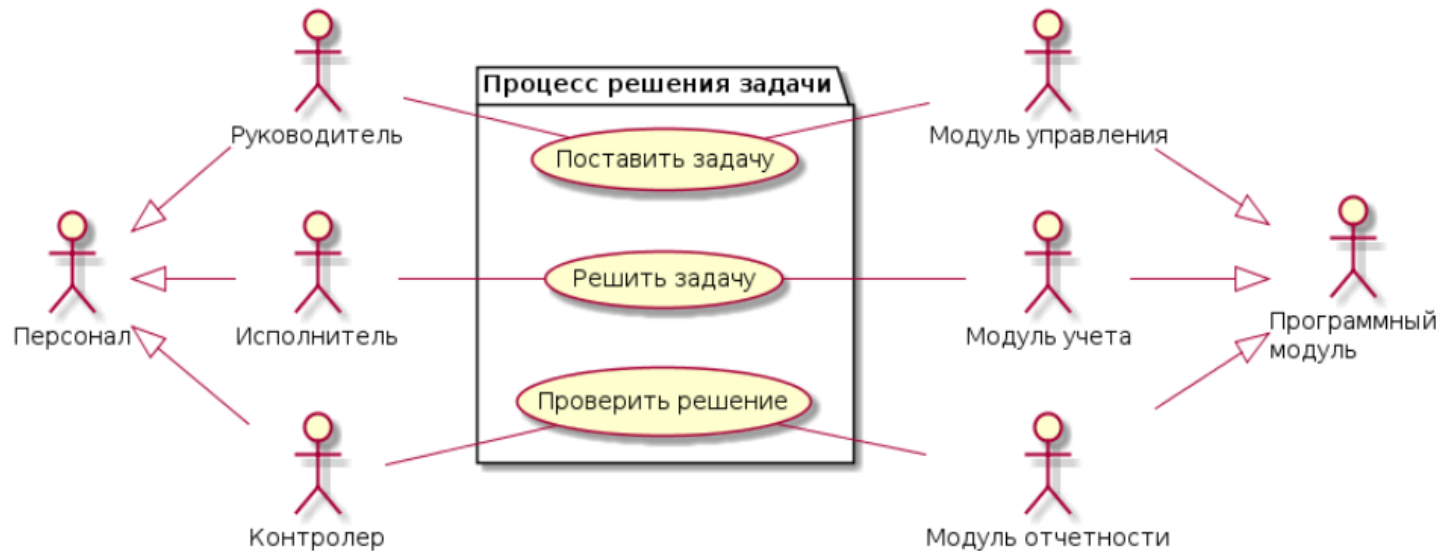 Процесс решения задачи
Руководитель
Модуль управления
Поставить задачу
Персонал
Исполнитель
Решить задачу
Модуль учета
Программный
модуль
Проверить решение
Контролер
Модуль отчетности